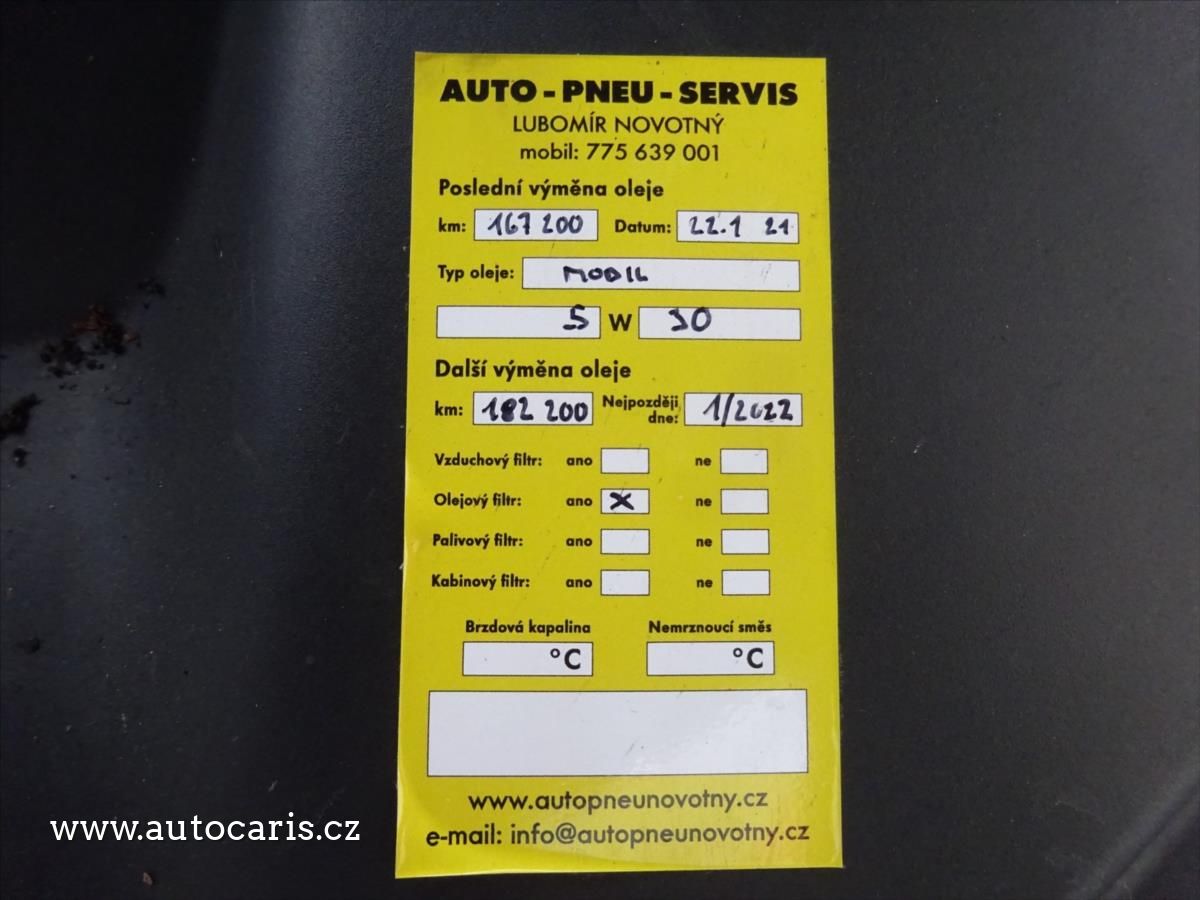 AUTO - PNEU - SERVIS
LUBOMÍR NOVOTNÝ
mobil: 775 639 001
Poslední výměna oleje
km: 167 200 Datum: 22.1 21
Typ oleje: MOBIL
5 W 30
Další výměna oleje
km: 182 200 Nejpozději dne: 1/2022
Vzduchový filtr: ano ne
Olejový filtr: ano X ne
Palivový filtr: ano ne
Kabinový filtr: ano ne
Brzdová kapalina Nemrznoucí směs
°C °C
www.autopneunovotny.cz
e-mail: info@autopneunovotny.cz
www.autocaris.cz